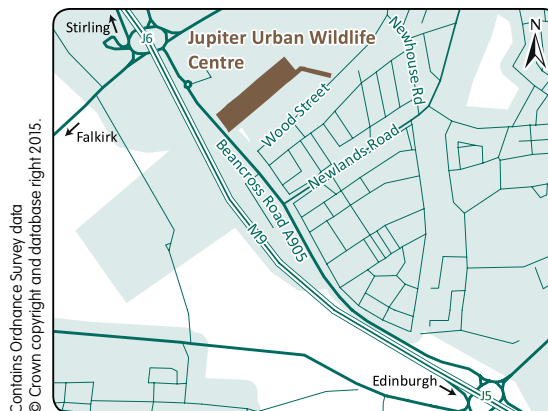 Stirling
J6
Jupiter Urban Wildlife
Centre
Newhouse Rd
N
Falkirk
Wood Street
Newlands Road
Beancross Road A905
M9
Edinburgh
J5
Contains Ordnance Survey data
© Crown copyright and database right 2015.